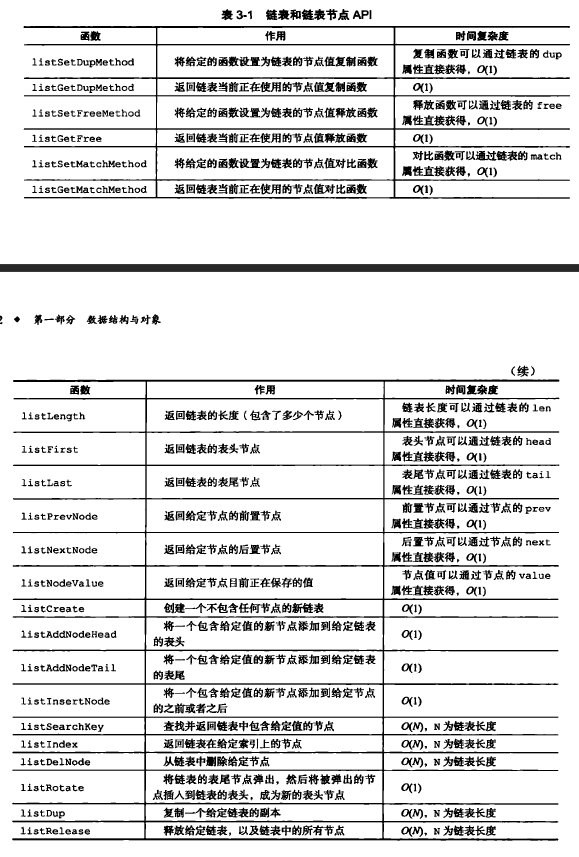 表 3-1 链表和链表节点 API
函数 作用 时间复杂度
listSetDupMethod 将给定的函数设置为链表的节点值复制函数 复制函数可以通过链表的 dup
属性直接获得，O(1)
listGetDupMethod 返回链表当前正在使用的节点值复制函数 O(1)
listSetFreeMethod 将给定的函数设置为链表的节点值释放函数 释放函数可以通过链表的 free
属性直接获得，O(1)
listGetFree 返回链表当前正在使用的节点值释放函数 O(1)
listSetMatchMethod 将给定的函数设置为链表的节点值对比函数 对比函数可以通过链表的 match
属性直接获得，O(1)
listGetMatchMethod 返回链表当前正在使用的节点值对比函数 O(1)
2 ◆ 第一部分 数据结构与对象
（续）
函数 作用 时间复杂度
listLength 返回链表的长度（包含了多少个节点） 链表长度可以通过链表的 len
属性直接获得，O(1)
listFirst 返回链表的表头节点 表头节点可以通过链表的 head
属性直接获得，O(1)
listLast 返回链表的表尾节点 表尾节点可以通过链表的 tail
属性直接获得，O(1)
listPrevNode 返回给定节点的前置节点 前置节点可以通过节点的 prev
属性直接获得，O(1)
listNextNode 返回给定节点的后置节点 后置节点可以通过节点的 next
属性直接获得，O(1)
listNodeValue 返回给定节点目前正在保存的值 节点值可以通过节点的 value
属性直接获得，O(1)
listCreate 创建一个不包含任何节点的新链表 O(1)
listAddNodeHead 将一个包含给定值的新节点添加到给定链表
的表头 O(1)
listAddNodeTail 将一个包含给定值的新节点添加到给定链表
的表尾 O(1)
listInsertNode 将一个包含给定值的新节点添加到给定节点
的之前或者之后 O(1)
listSearchKey 查找并返回链表中包含给定值的节点 O(N)，N 为链表长度
listIndex 返回链表在给定索引上的节点 O(N)，N 为链表长度
listDelNode 从链表中删除给定节点 O(N)，N 为链表长度
listRotate 将链表的表尾节点弹出，然后将被弹出的节
点插入到链表的表头，成为新的表头节点 O(1)
listDup 复制一个给定链表的副本 O(N)，N 为链表长度
listRelease 释放给定链表，以及链表中的所有节点 O(N)，N 为链表长度